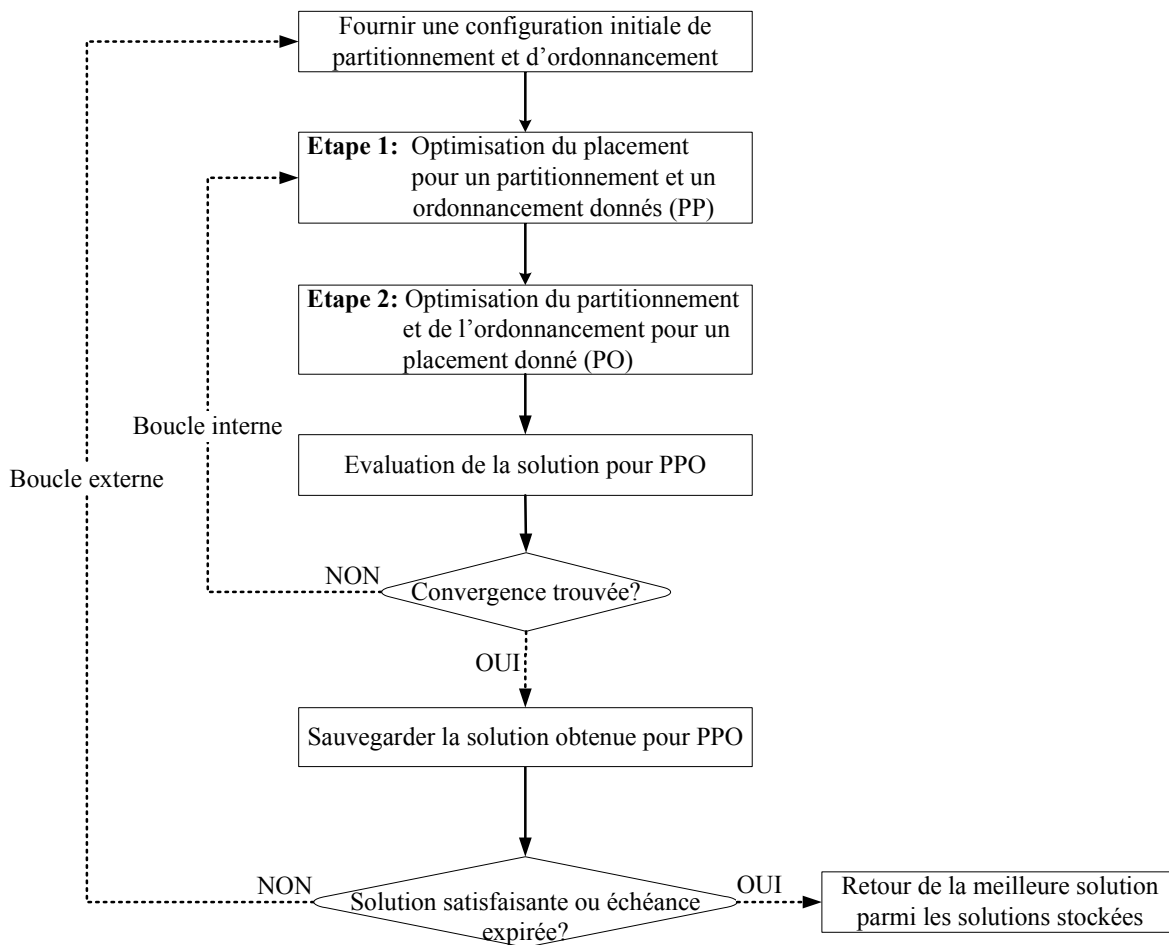 Fournir une configuration initiale de
partitionnement et d'ordonnancement
Etape 1: Optimisation du placement
pour un partitionnement et un
ordonnancement donnés (PP)
Etape 2: Optimisation du partitionnement
et de l'ordonnancement pour un
placement donné (PO)
Boucle interne
Evaluation de la solution pour PPO
Boucle externe
NON
Convergence trouvée?
OUI
Sauvegarder la solution obtenue pour PPO
NON
Solution satisfaisante ou échéance
expirée?
OUI
Retour de la meilleure solution
parmi les solutions stockées